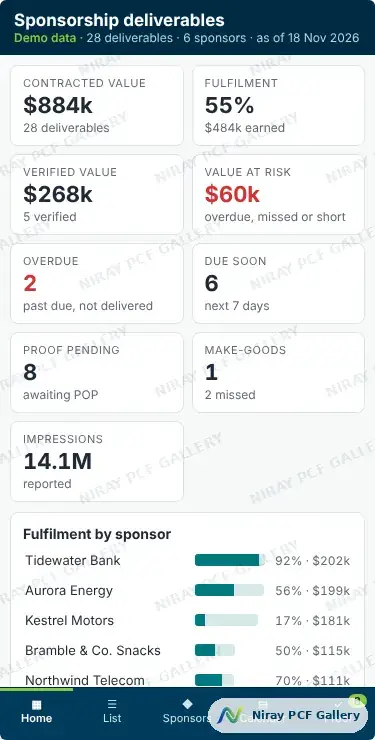 Sponsorship deliverables
Demo data · 28 deliverables · 6 sponsors · as of 18 Nov 2026
CONTRACTED VALUE
$884k
28 deliverables
FULFILMENT
55%
$484k earned
VERIFIED VALUE
$268k
5 verified
VALUE AT RISK
$60k
overdue, missed or short
OVERDUE
2
past due, not delivered
DUE SOON
6
next 7 days
PROOF PENDING
8
awaiting POP
MAKE-GOODS
1
2 missed
IMPRESSIONS
14.1M
reported
Fulfilment by sponsor
Tidewater Bank 92% · $202k
Aurora Energy 56% · $199k
Kestrel Motors 17% · $181k
Bramble & Co. Snacks 50% · $115k
Northwind Telecom 70% · $111k
Home
List
Sponsors
Niray PCF Gallery
NIRAY PCF GALLERY